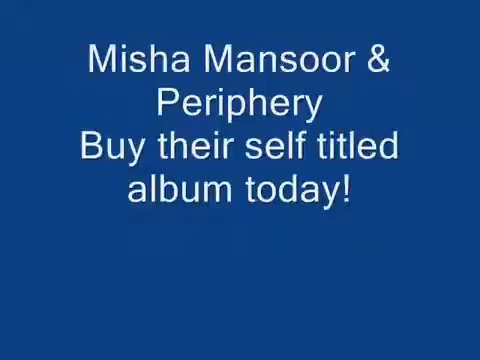 Misha Mansoor &
Periphery
Buy their self titled
album today!